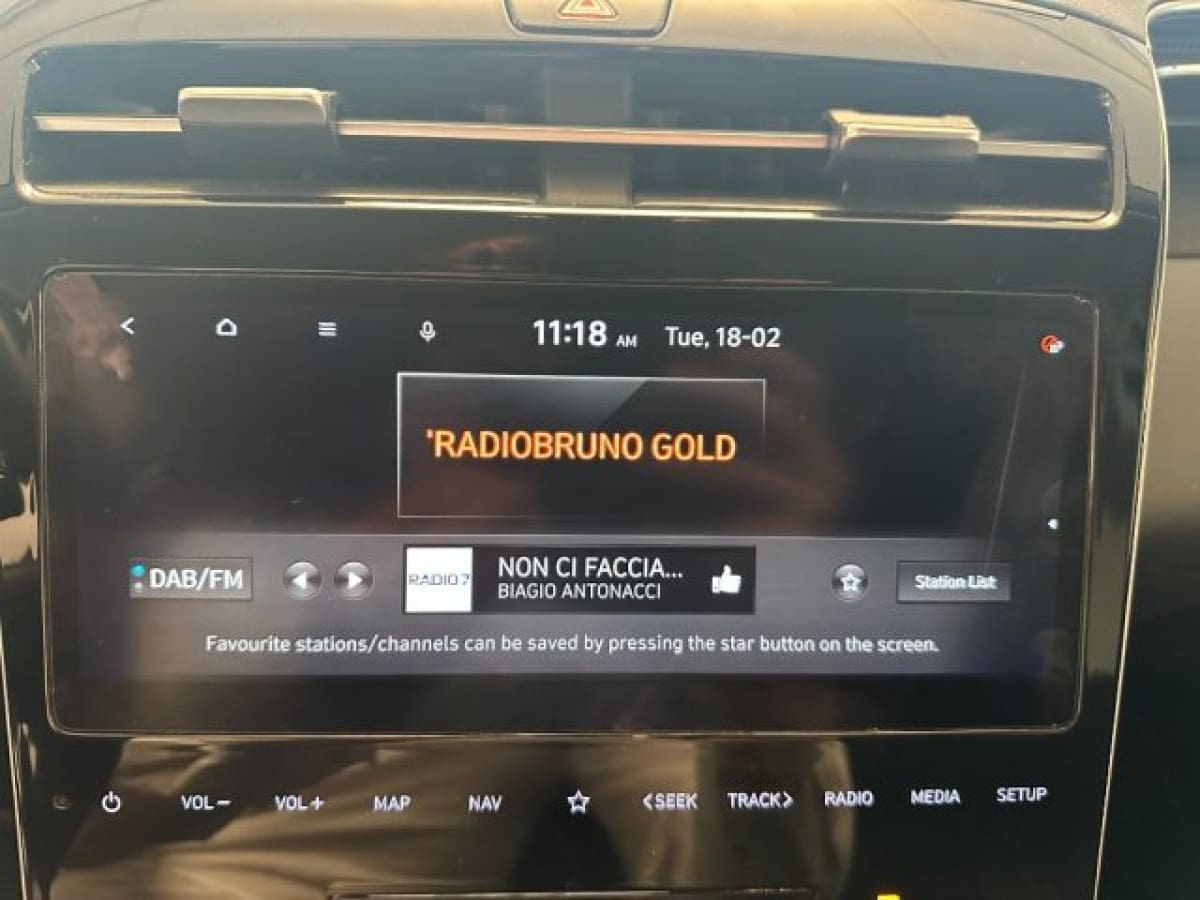 11:18 AM Tue, 18-02
'RADIOBRUNO GOLD
DAB/FM
RADIO 7
NON CI FACCIA...
BIAGIO ANTONACCI
Station List
Favourite stations/channels can be saved by pressing the star button on the screen.
VOL− VOL+ MAP NAV <SEEK TRACK> RADIO MEDIA SETUP